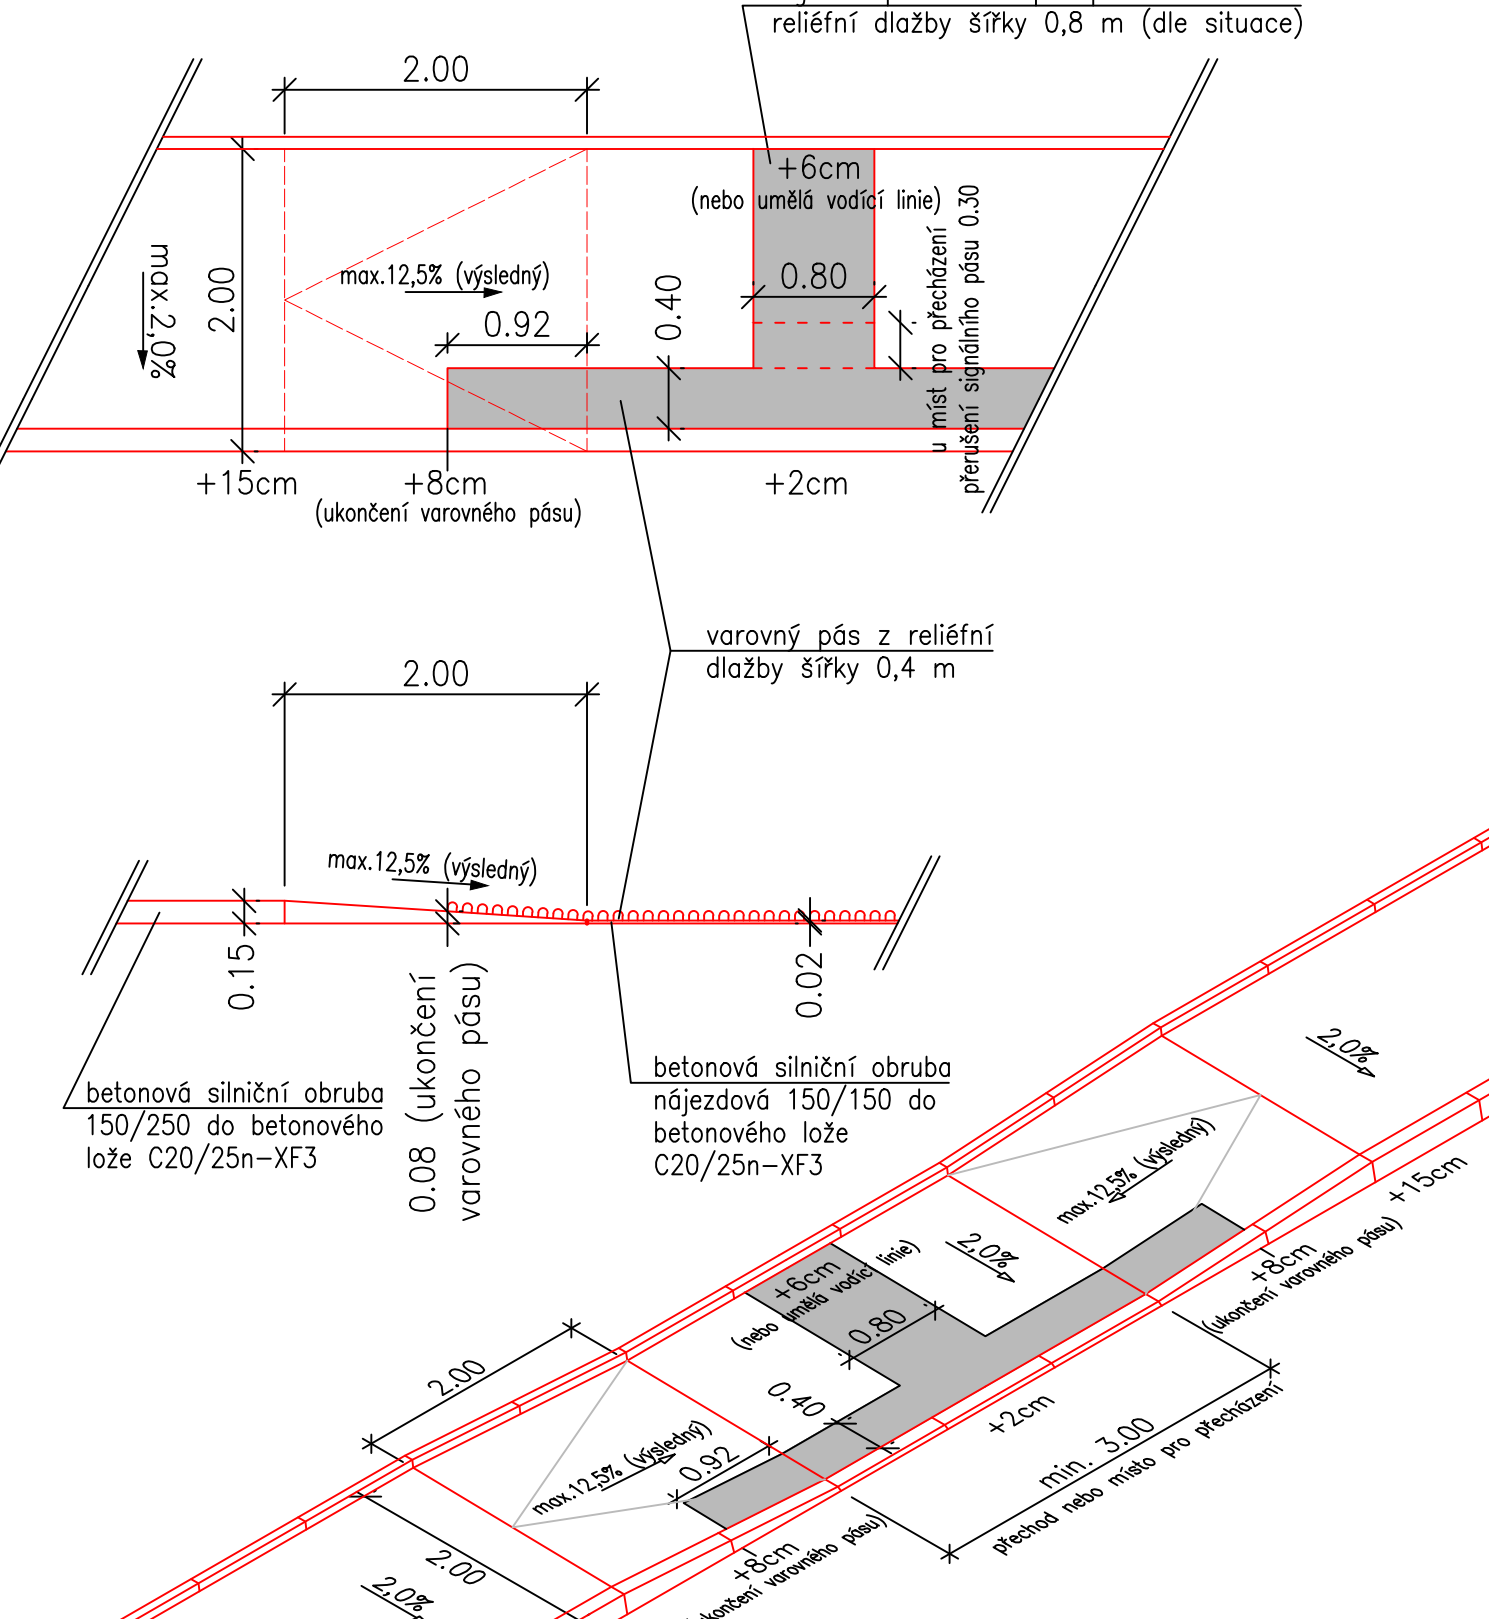 reliéfní dlažby šířky 0,8 m (dle situace)
2.00
+6cm
(nebo umělá vodící linie)
max.2,0%
2.00
max.12,5% (výsledný)
0.92
0.40
0.80
u míst pro přecházení
přerušení signálního pásu 0.30
+15cm
+8cm
(ukončení varovného pásu)
+2cm
varovný pás z reliéfní
dlažby šířky 0,4 m
2.00
max.12,5% (výsledný)
0.15
0.08 (ukončení
varovného pásu)
0.02
betonová silniční obruba
150/250 do betonového
lože C20/25n-XF3
betonová silniční obruba
nájezdová 150/150 do
betonového lože
C20/25n-XF3
2,0%
max.12,5% (výsledný)
+15cm
2,0%
+8cm
(ukončení varovného pásu)
+6cm
(nebo umělá vodící linie)
0.80
2.00
0.40
+2cm
min. 3.00
přechod nebo místo pro přecházení
max.12,5% (výsledný)
0.92
2.00
2,0%
+8cm
varovného pásu)